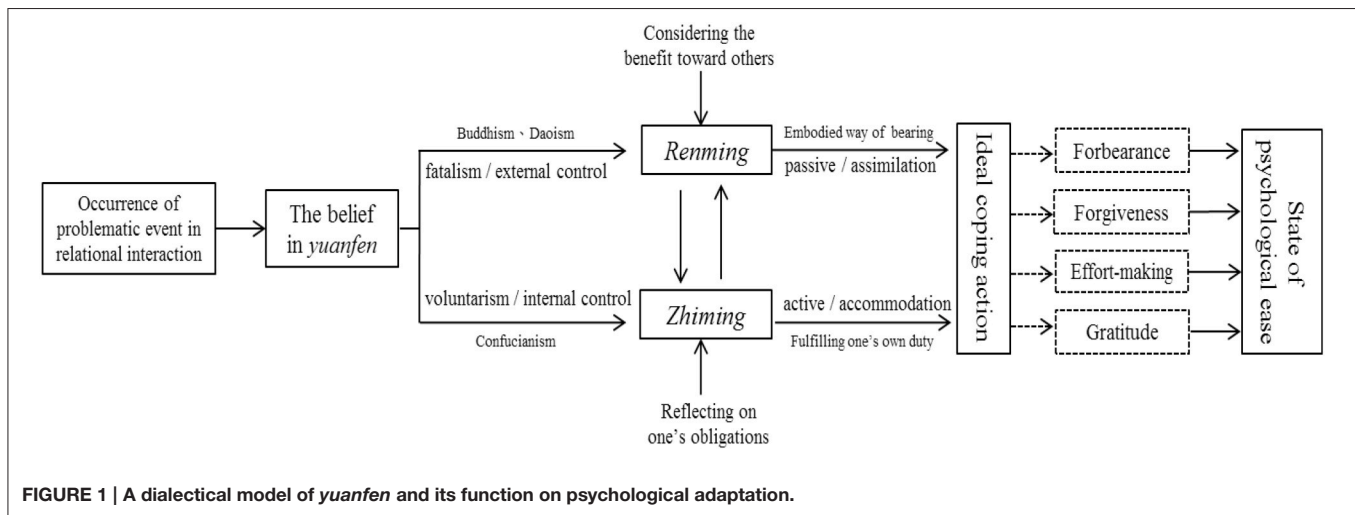 Considering the
benefit toward others
Buddhism、Daoism
fatalism / external control
Renming
Embodied way of bearing
passive / assimilation
Occurrence of
problematic event in
relational interaction
The belief
in yuanfen
voluntarism / internal control
Confucianism
Zhiming
active / accommodation
Fulfilling one's own duty
Reflecting on
one's obligations
Ideal coping action
Forbearance
Forgiveness
Effort-making
Gratitude
State of
psychological ease
FIGURE 1 | A dialectical model of yuanfen and its function on psychological adaptation.